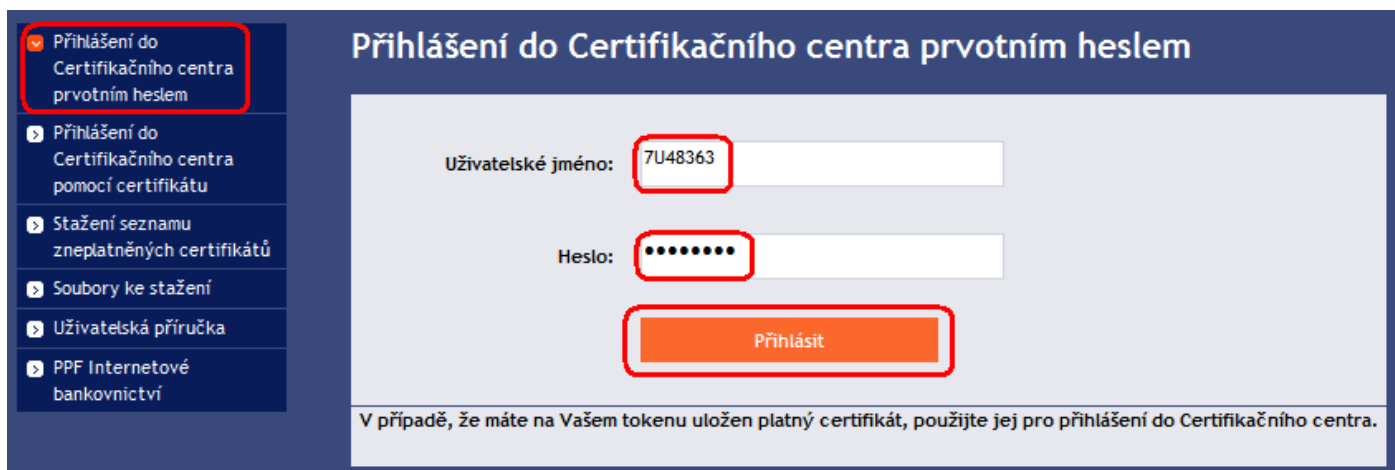 Přihlášení do
Certifikačního centra
prvotním heslem
Přihlášení do
Certifikačního centra
pomocí certifikátu
Stažení seznamu
zneplatněných certifikátů
Soubory ke stažení
Uživatelská příručka
PPF Internetové
bankovnictví
Přihlášení do Certifikačního centra prvotním heslem
Uživatelské jméno: 7U48363
Heslo: ••••••••
Přihlásit
V případě, že máte na Vašem tokenu uložen platný certifikát, použijte jej pro přihlášení do Certifikačního centra.